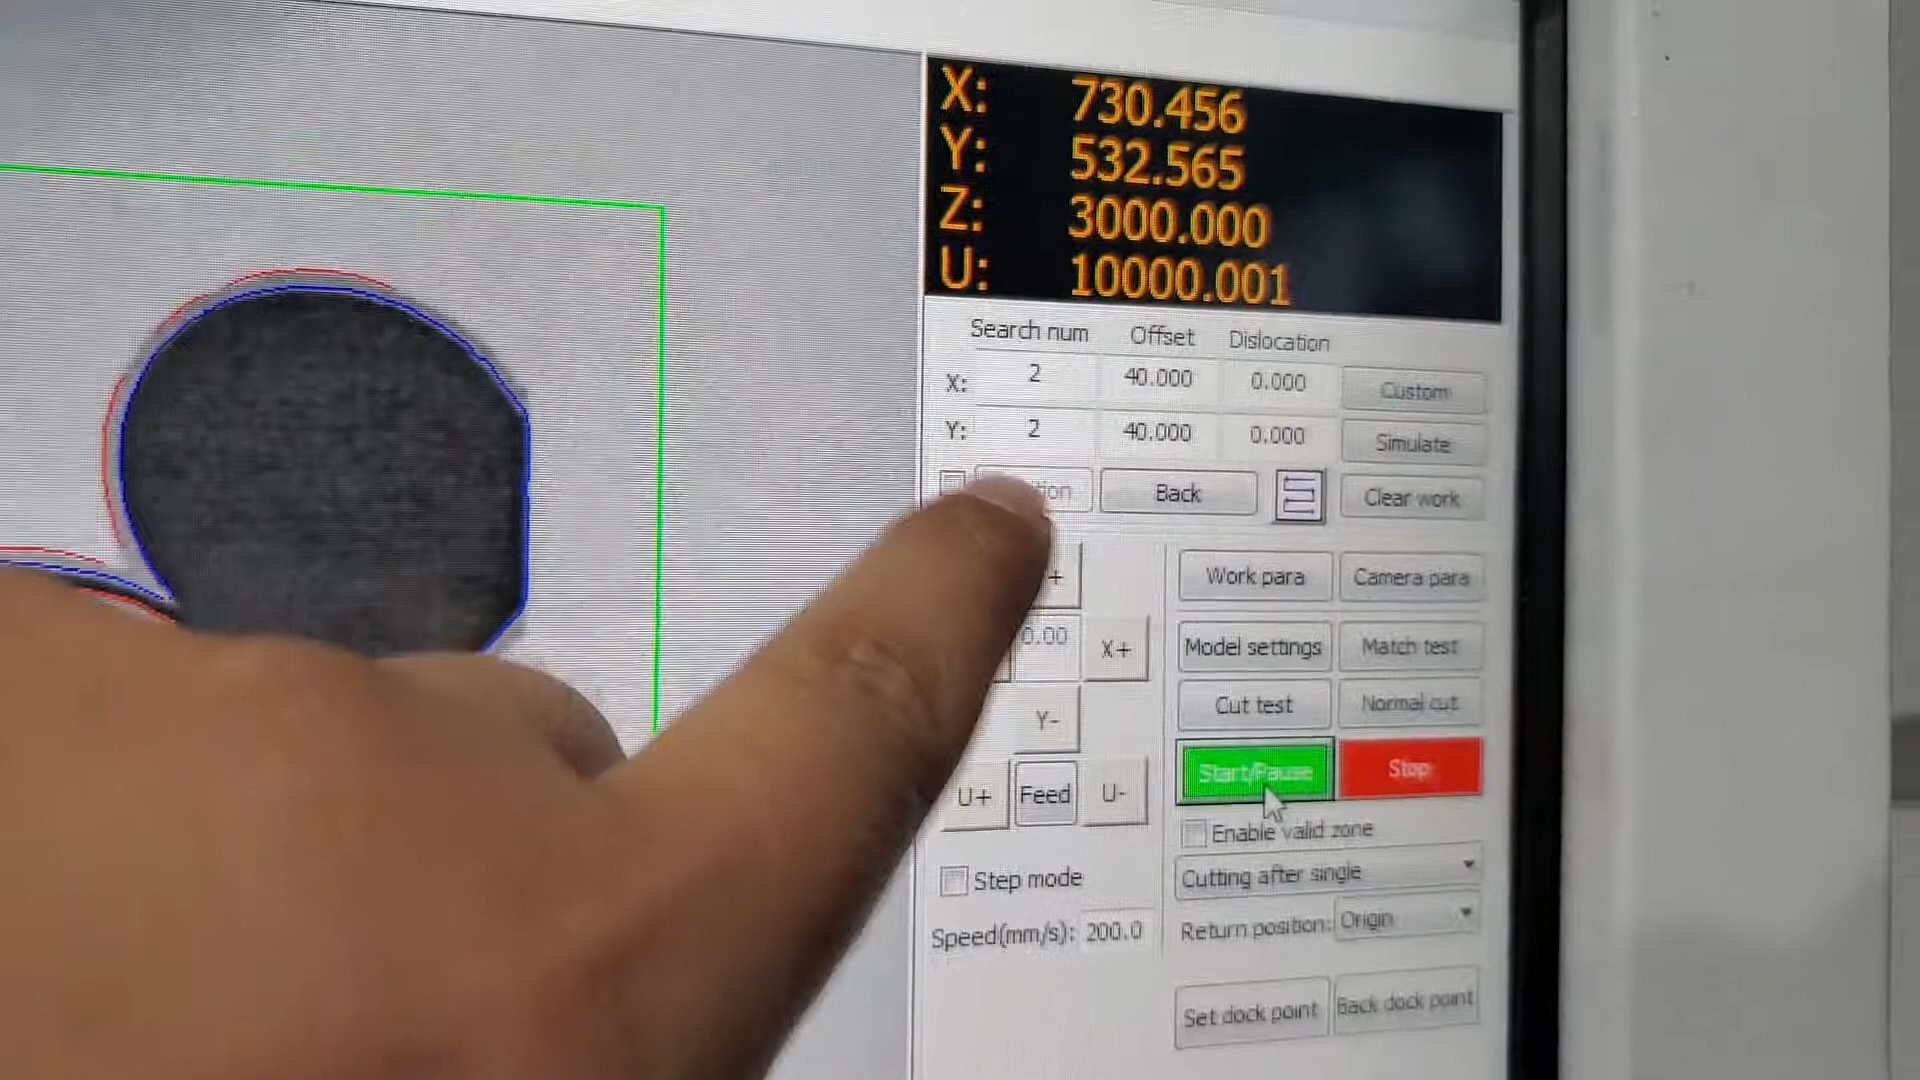 X: 730.456
Y: 532.565
Z: 3000.000
U: 10000.001
Search num Offset Dislocation
X: 2 40.000 0.000 Custom
Y: 2 40.000 0.000 Simulate
Back Clear work
+ Work para Camera para
0.00 X+ Model settings Match test
Y- Cut test Normal cut
Start/Pause Stop
U+ Feed U-
Enable valid zone
Step mode Cutting after single
Speed(mm/s): 200.0 Return position: Origin
Set dock point Back dock point